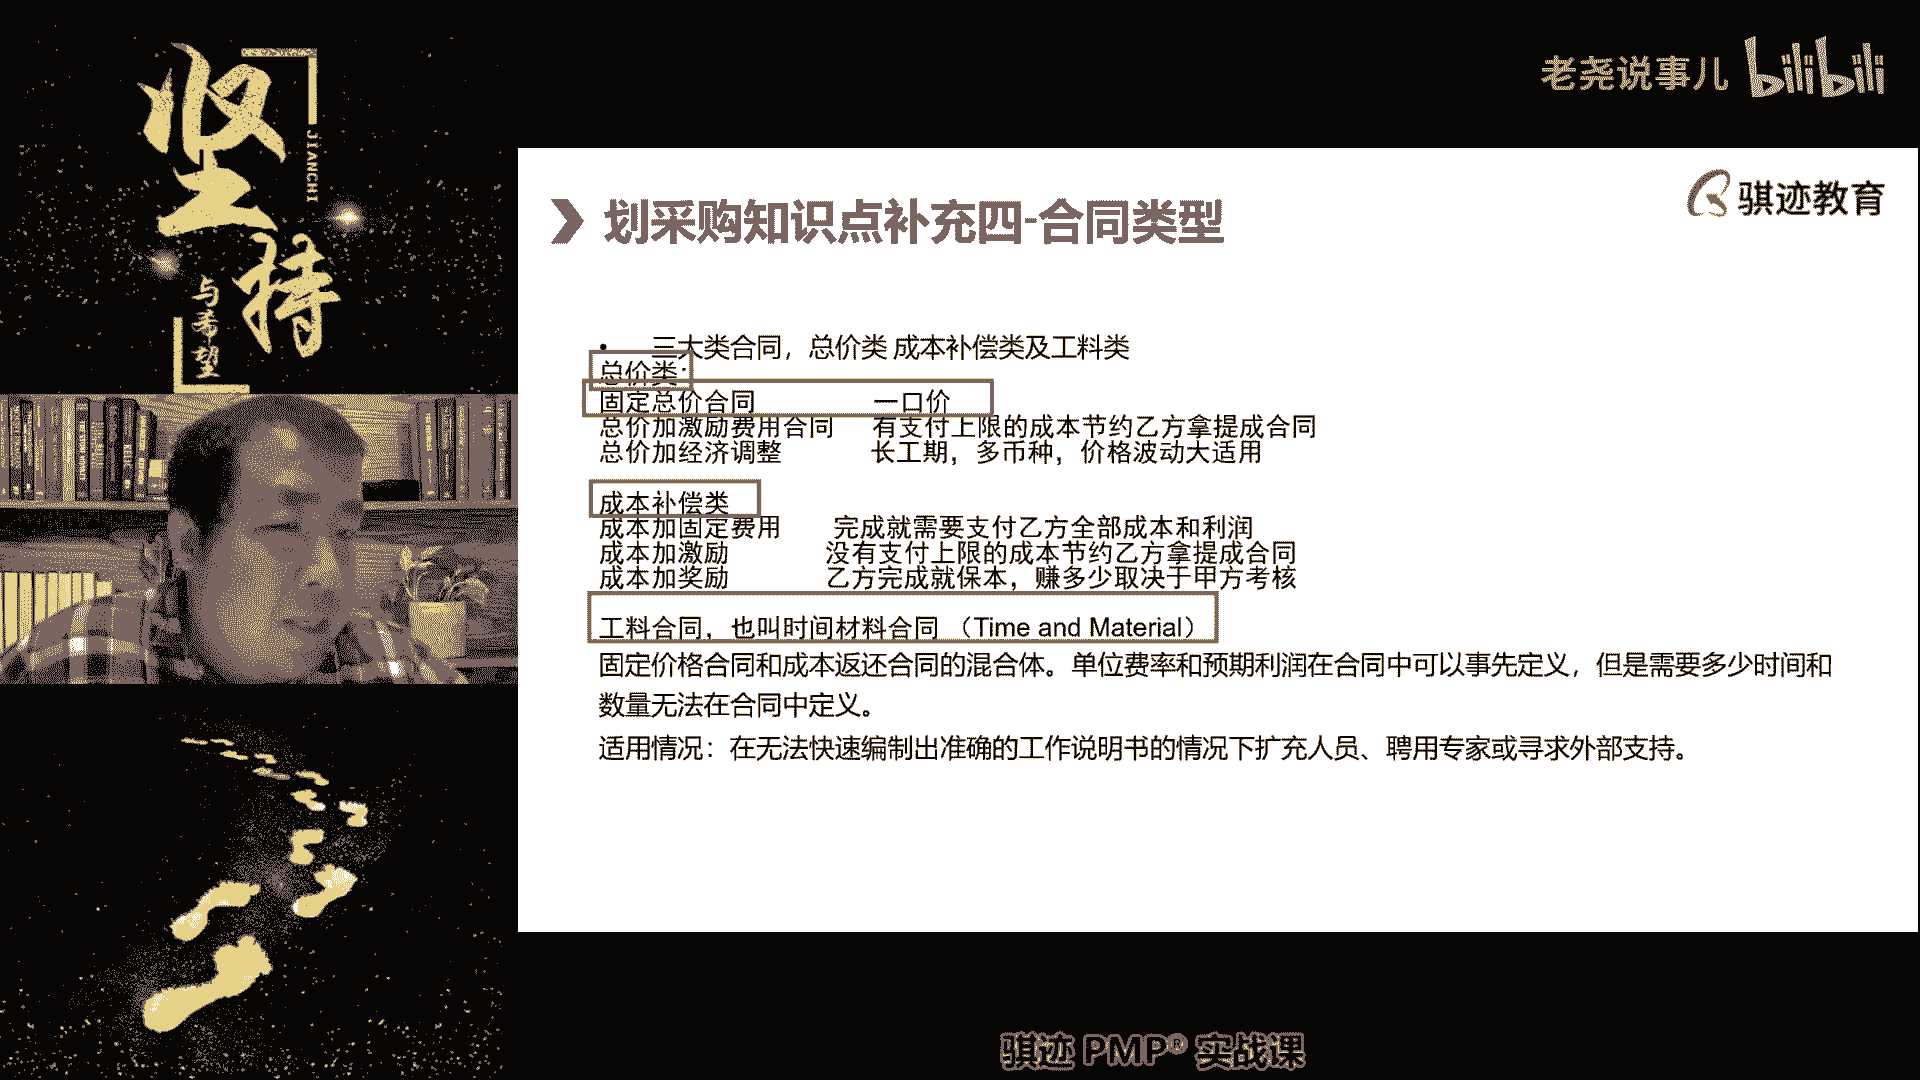 坚持
JIANCHI
与希望
老尧说事儿 bilibili
骐迹教育
划采购知识点补充四-合同类型
• 三大类合同，总价类 成本补偿类及工料类
总价类：
固定总价合同 一口价
总价加激励费用合同 有支付上限的成本节约乙方拿提成合同
总价加经济调整 长工期，多币种，价格波动大适用
成本补偿类
成本加固定费用 完成就需要支付乙方全部成本和利润
成本加激励 没有支付上限的成本节约乙方拿提成合同
成本加奖励 乙方完成就保本，赚多少取决于甲方考核
工料合同，也叫时间材料合同 （Time and Material）
固定价格合同和成本返还合同的混合体。单位费率和预期利润在合同中可以事先定义，但是需要多少时间和
数量无法在合同中定义。
适用情况：在无法快速编制出准确的工作说明书的情况下扩充人员、聘用专家或寻求外部支持。
骐迹 PMP® 实战课